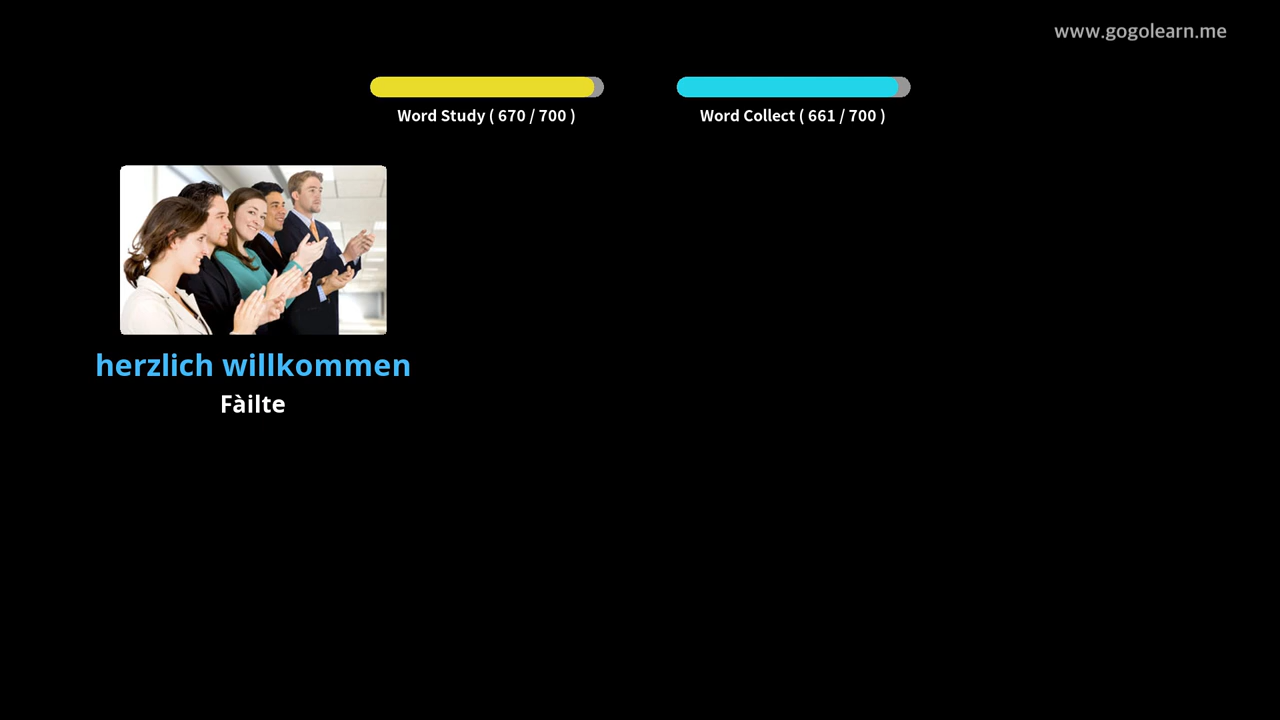 www.gogolearn.me
Word Study ( 670 / 700 )
Word Collect ( 661 / 700 )
herzlich willkommen
Fàilte